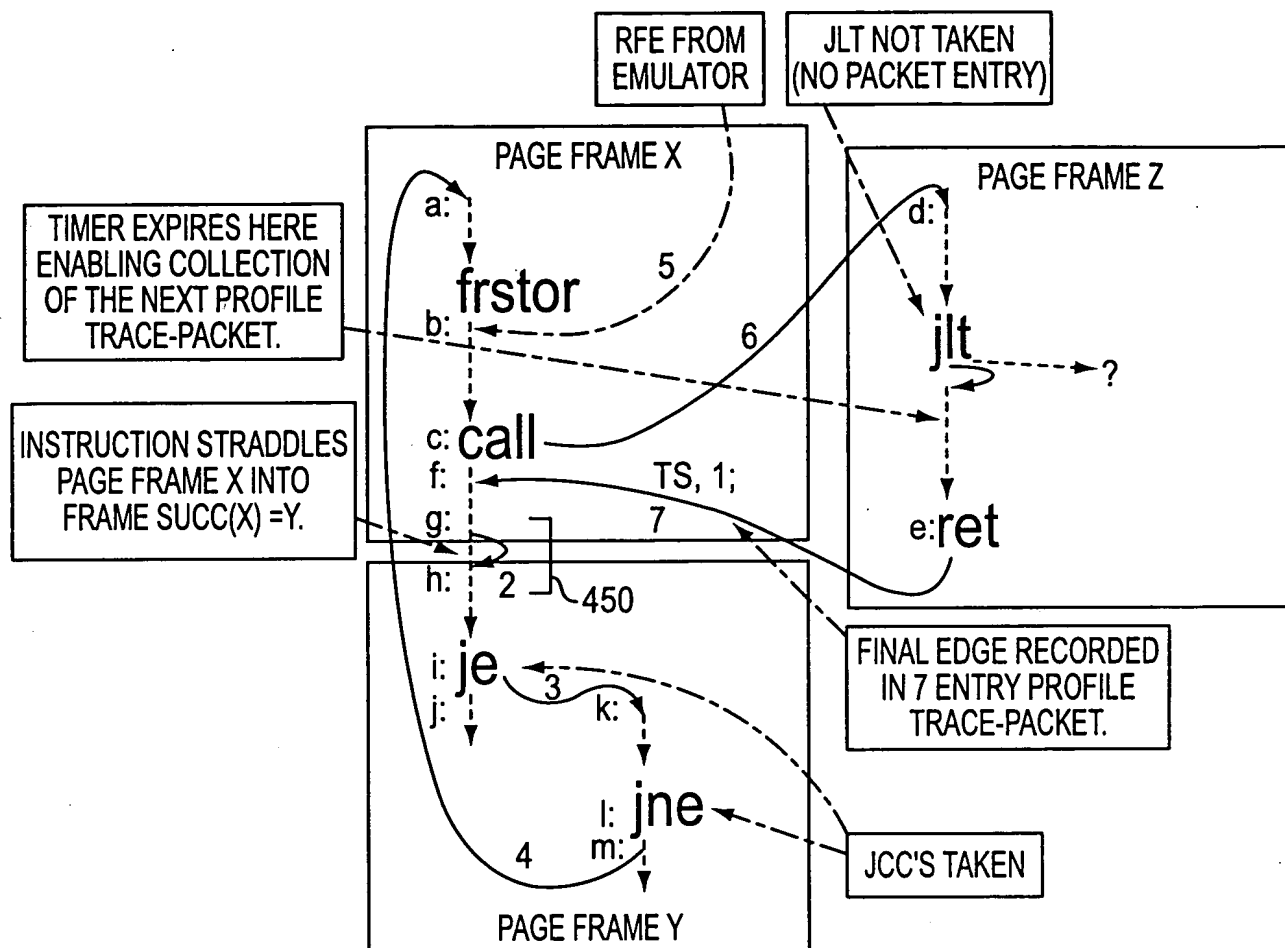 RFE FROM
EMULATOR
JLT NOT TAKEN
(NO PACKET ENTRY)
PAGE FRAME X
PAGE FRAME Z
a:
d:
TIMER EXPIRES HERE
ENABLING COLLECTION
OF THE NEXT PROFILE
TRACE-PACKET.
5
frstor
b:
6
jlt
?
INSTRUCTION STRADDLES
PAGE FRAME X INTO
FRAME SUCC(X) =Y.
c: call
f:
TS, 1;
g:
7
e: ret
h:
2
450
i: je
3
j:
k:
FINAL EDGE RECORDED
IN 7 ENTRY PROFILE
TRACE-PACKET.
l: jne
m:
4
JCC'S TAKEN
PAGE FRAME Y